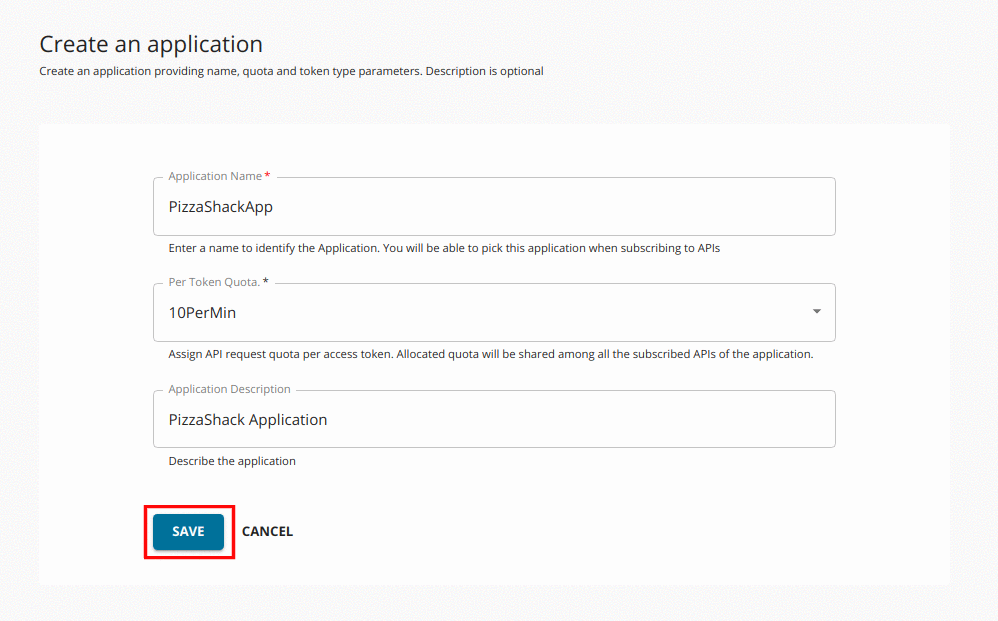 Create an application
Create an application providing name, quota and token type parameters. Description is optional
Application Name *
PizzaShackApp
Enter a name to identify the Application. You will be able to pick this application when subscribing to APIs
Per Token Quota. *
10PerMin
Assign API request quota per access token. Allocated quota will be shared among all the subscribed APIs of the application.
Application Description
PizzaShack Application
Describe the application
SAVE CANCEL